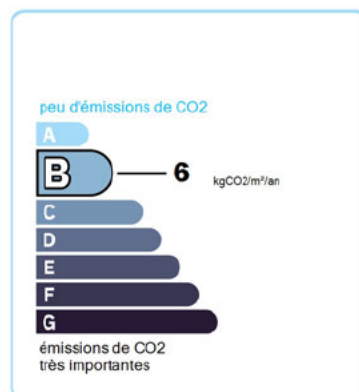 peu d'émissions de CO2
A
B 6 kgCO2/m²/an
C
D
E
F
G
émissions de CO2
très importantes